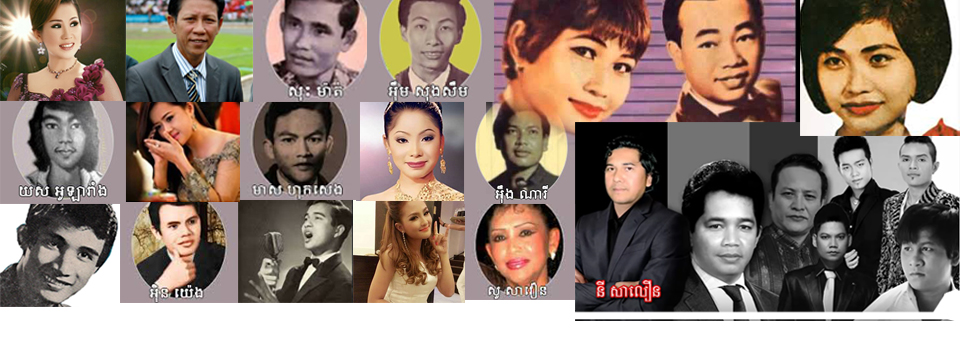 សុះ ម៉ាត់
អ៊ឹម សុងសឺម
យស អូឡារាំង
មាស ហុកសេង
អ៊ឹង ណារី
អ៊ិន យ៉េង
សូ សាវឿន
នី សាលឿន